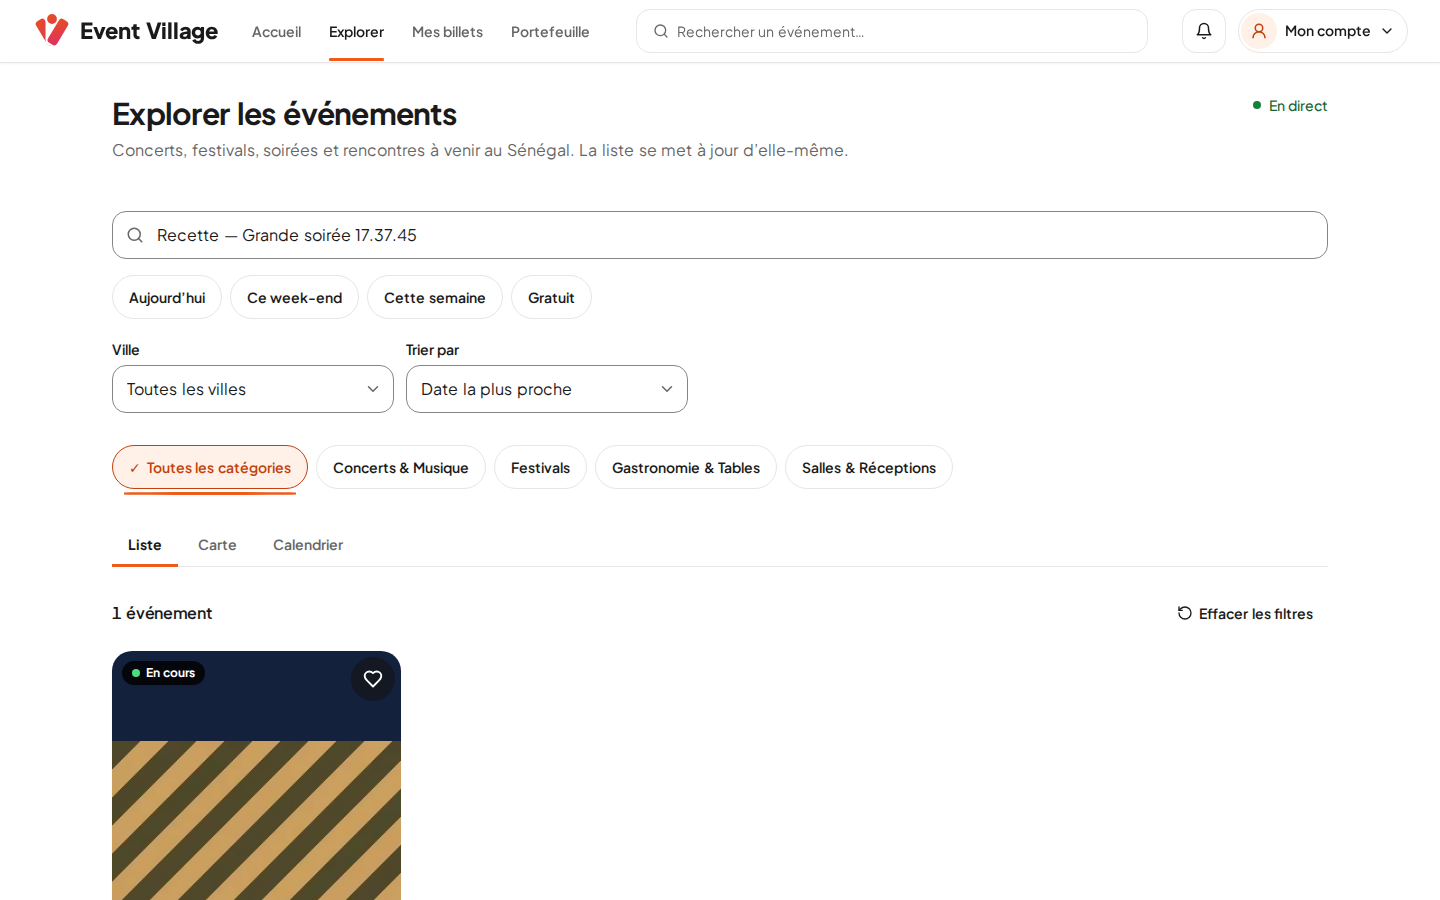 Event Village
Accueil
Explorer
Mes billets
Portefeuille
Rechercher un événement…
Mon compte
Explorer les événements
En direct
Concerts, festivals, soirées et rencontres à venir au Sénégal. La liste se met à jour d’elle-même.
Recette — Grande soirée 17.37.45
Aujourd’hui
Ce week-end
Cette semaine
Gratuit
Ville
Trier par
Toutes les villes
Date la plus proche
✓ Toutes les catégories
Concerts & Musique
Festivals
Gastronomie & Tables
Salles & Réceptions
Liste
Carte
Calendrier
1 événement
Effacer les filtres
En cours